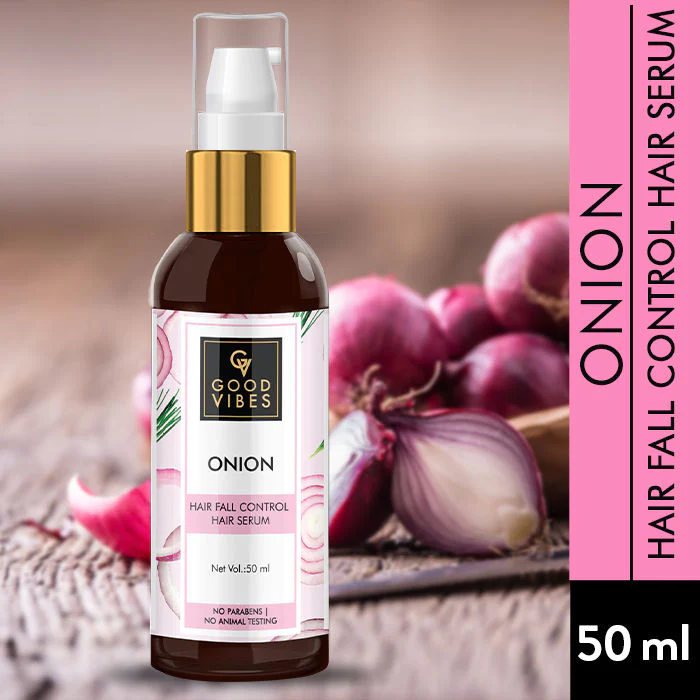 GV
GOOD
VIBES
ONION
HAIR FALL CONTROL
HAIR SERUM
Net Vol.:50 ml
NO PARABENS |
NO ANIMAL TESTING
ONION
HAIR FALL CONTROL HAIR SERUM
50 ml